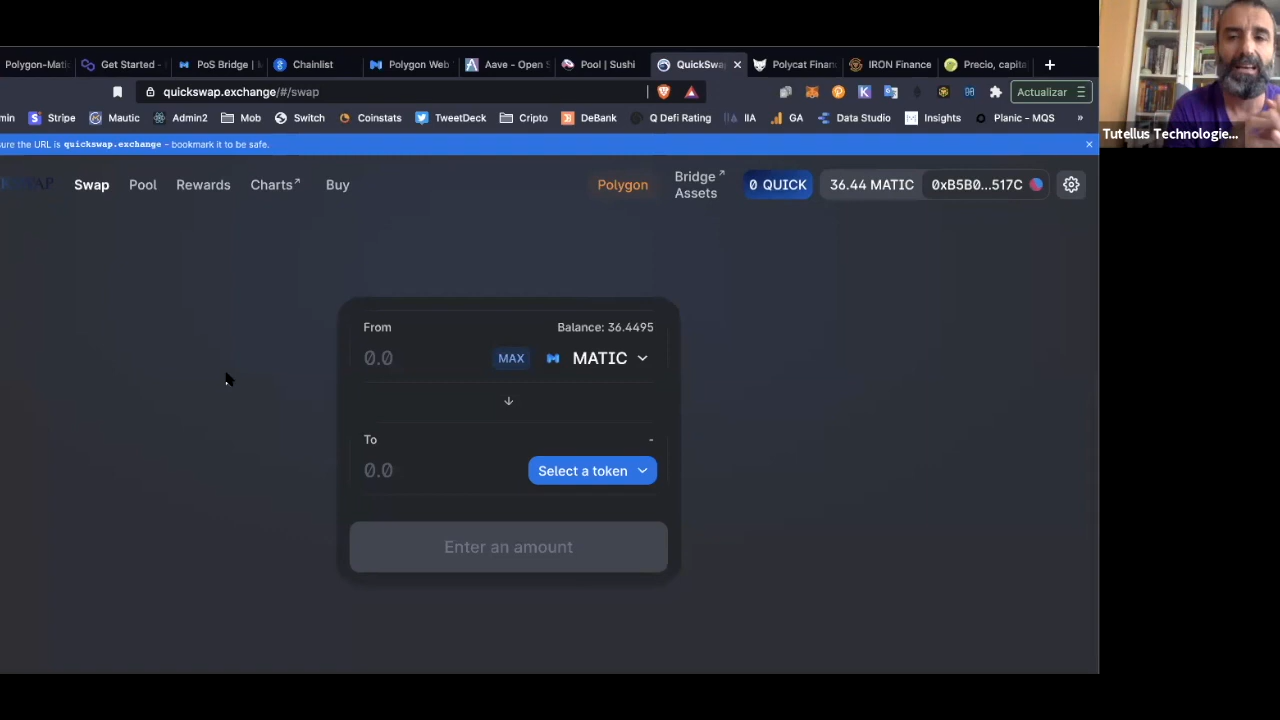 Polygon-Matic
Get Started -
PoS Bridge |
Chainlist
Polygon Web
Aave - Open S
Pool | Sushi
QuickSwa
Polycat Financ
IRON Finance
Precio, capita
quickswap.exchange/#/swap
Actualizar
min
Stripe
Mautic
Admin2
Mob
Switch
Coinstats
TweetDeck
Cripto
DeBank
Q Defi Rating
IIA
GA
Data Studio
Insights
Planic - MQS
»
Tutellus Technologie...
sure the URL is quickswap.exchange – bookmark it to be safe.
Swap
Pool
Rewards
Charts↗
Buy
Polygon
Bridge↗
Assets
0 QUICK
36.44 MATIC
0xB5B0...517C
From
Balance: 36.4495
0.0
MAX
MATIC
To
-
0.0
Select a token
Enter an amount